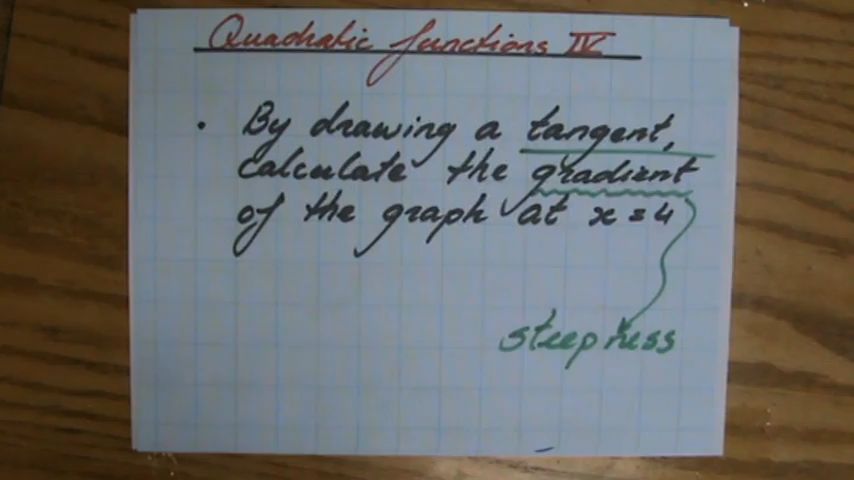 Quadratic functions IV
• By drawing a tangent,
calculate the gradient
of the graph at x = 4
steepness